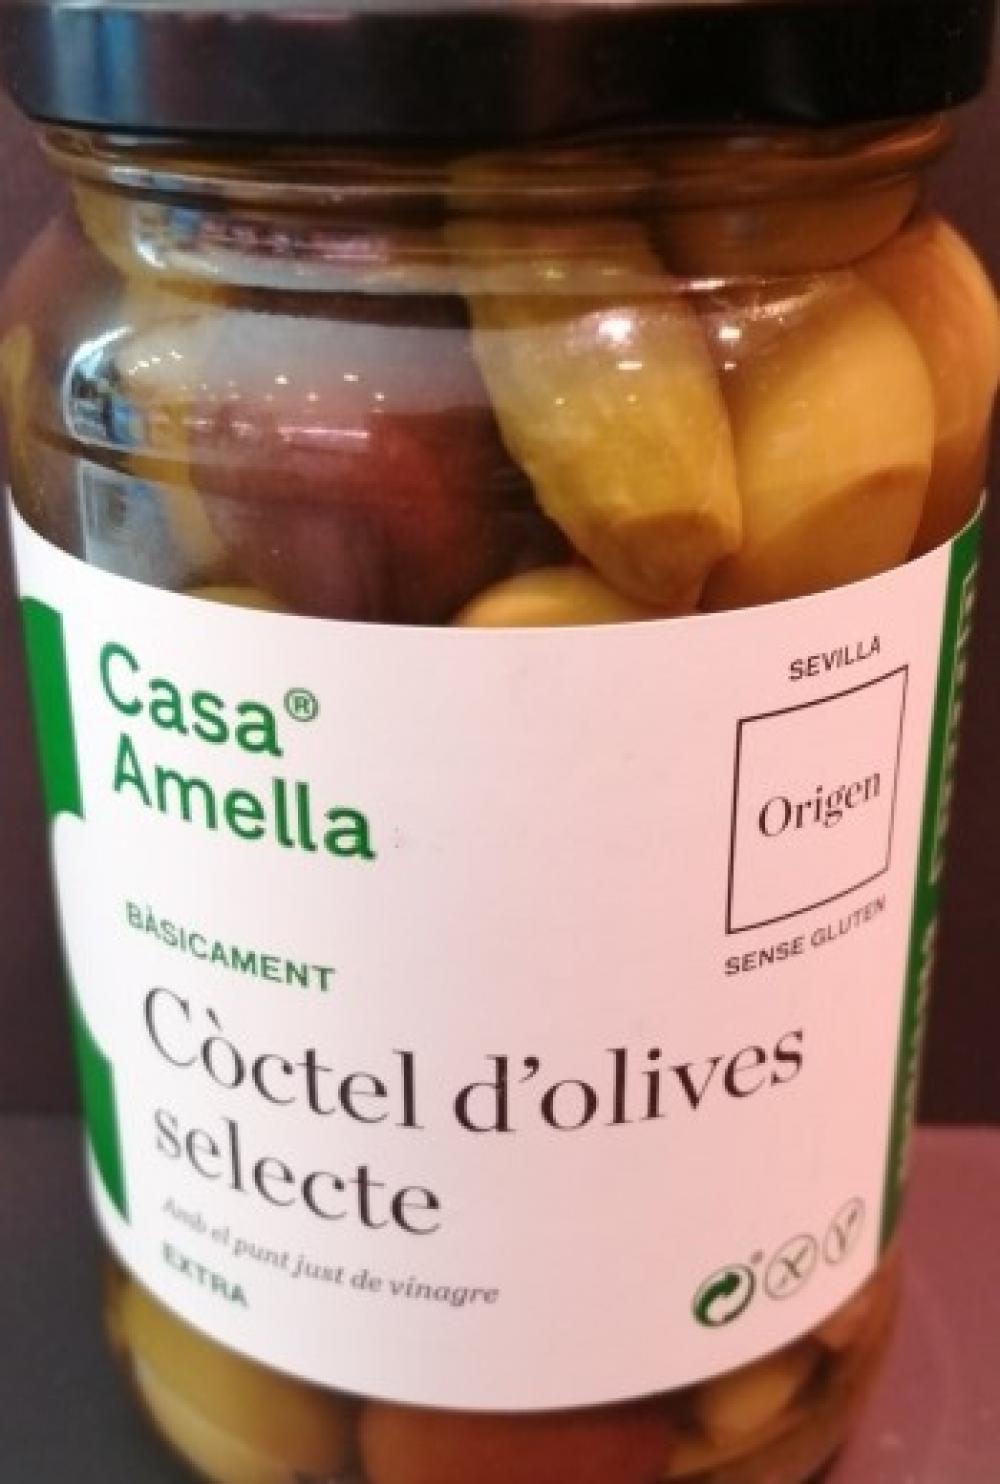 Casa®
Amella
SEVILLA
Origen
SENSE GLUTEN
BÀSICAMENT
Còctel d’olives
selecte
Amb el punt just de vinagre
EXTRA